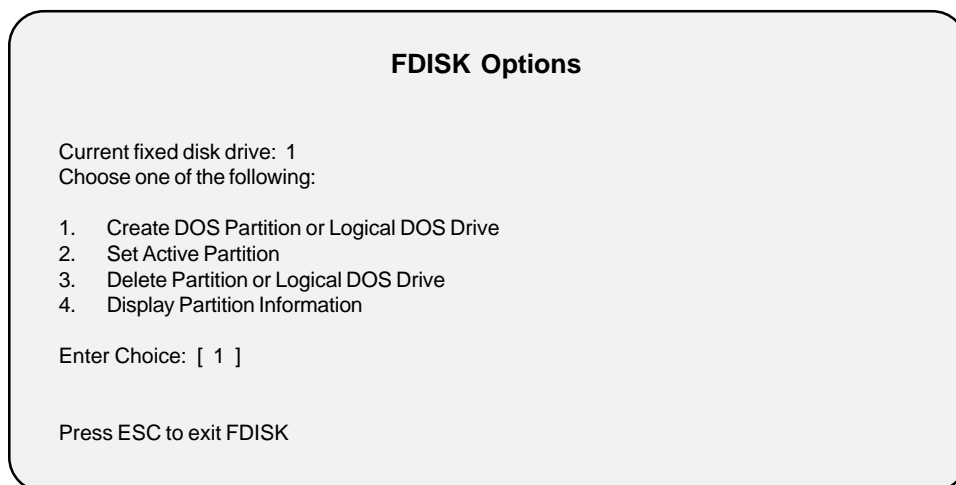 FDISK Options
Current fixed disk drive: 1
Choose one of the following:
1. Create DOS Partition or Logical DOS Drive
2. Set Active Partition
3. Delete Partition or Logical DOS Drive
4. Display Partition Information
Enter Choice: [ 1 ]
Press ESC to exit FDISK